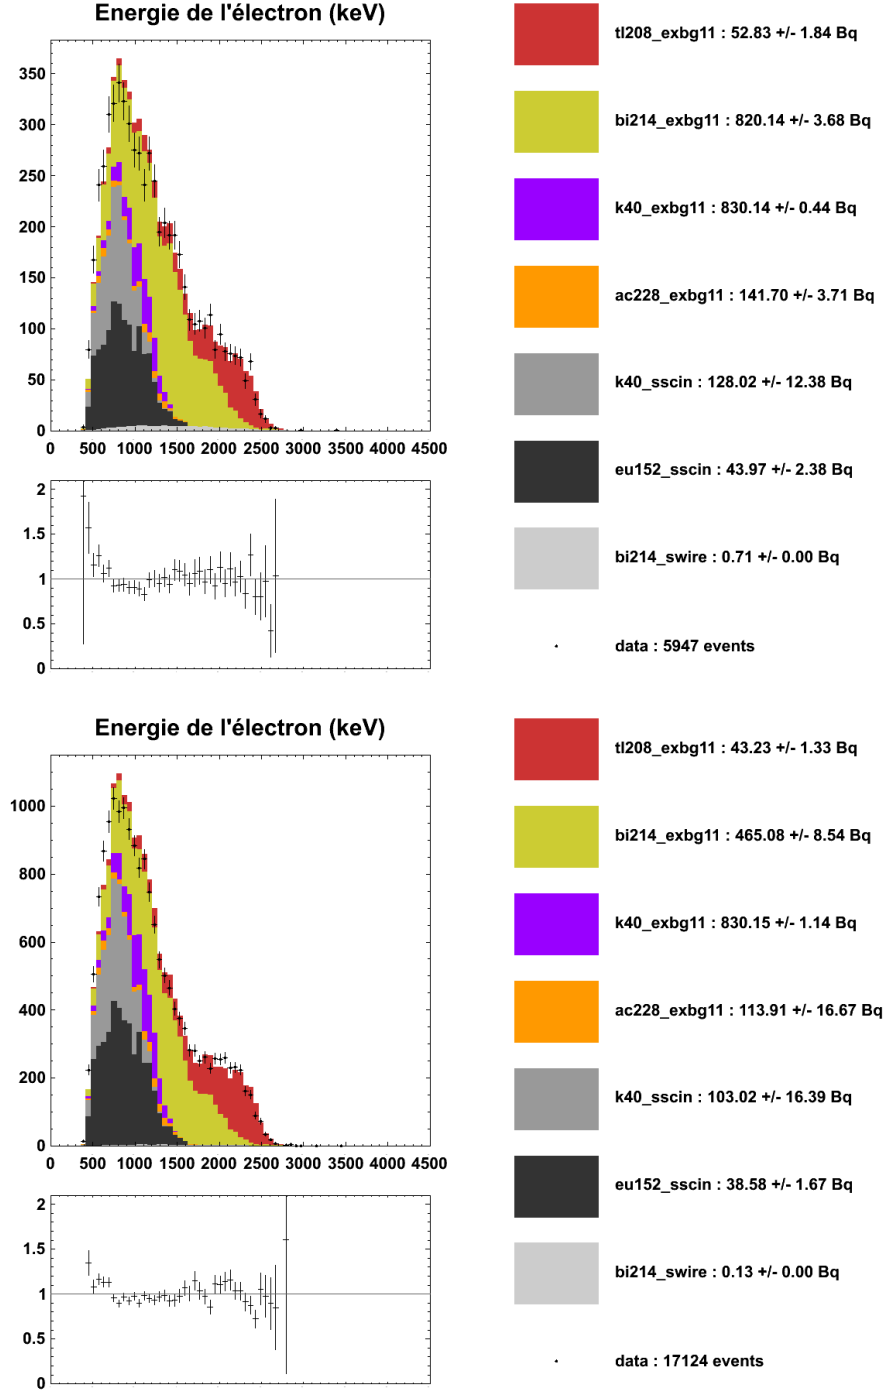 Energie de l'électron (keV)
350
300
250
200
150
100
50
0
0 500 1000 1500 2000 2500 3000 3500 4000 4500
2
1.5
1
0.5
0
tl208_exbg11 : 52.83 +/- 1.84 Bq
bi214_exbg11 : 820.14 +/- 3.68 Bq
k40_exbg11 : 830.14 +/- 0.44 Bq
ac228_exbg11 : 141.70 +/- 3.71 Bq
k40_sscin : 128.02 +/- 12.38 Bq
eu152_sscin : 43.97 +/- 2.38 Bq
bi214_swire : 0.71 +/- 0.00 Bq
data : 5947 events
Energie de l'électron (keV)
1000
800
600
400
200
0
0 500 1000 1500 2000 2500 3000 3500 4000 4500
2
1.5
1
0.5
0
tl208_exbg11 : 43.23 +/- 1.33 Bq
bi214_exbg11 : 465.08 +/- 8.54 Bq
k40_exbg11 : 830.15 +/- 1.14 Bq
ac228_exbg11 : 113.91 +/- 16.67 Bq
k40_sscin : 103.02 +/- 16.39 Bq
eu152_sscin : 38.58 +/- 1.67 Bq
bi214_swire : 0.13 +/- 0.00 Bq
data : 17124 events